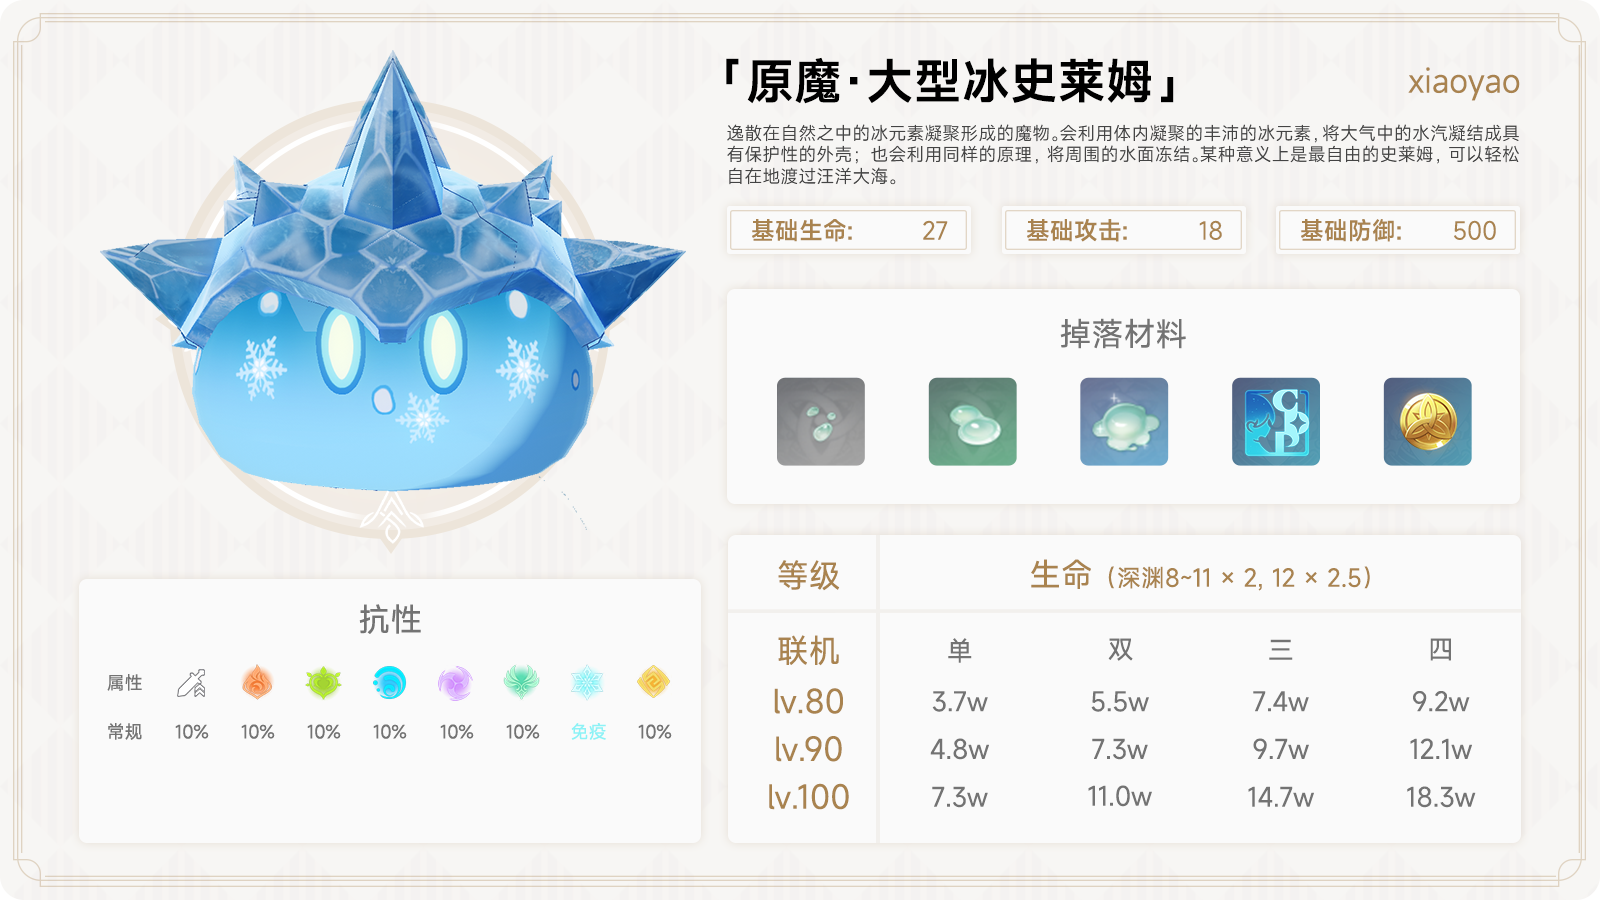 「原魔·大型冰史莱姆」
xiaoyao
逸散在自然之中的冰元素凝聚形成的魔物。会利用体内凝聚的丰沛的冰元素,将大气中的水汽凝结成具
有保护性的外壳；也会利用同样的原理，将周围的水面冻结。某种意义上是最自由的史莱姆，可以轻松
自在地渡过汪洋大海。
基础生命: 27
基础攻击: 18
基础防御: 500
掉落材料
抗性
属性
常规 10% 10% 10% 10% 10% 10% 免疫 10%
等级 生命（深渊8~11 × 2, 12 × 2.5）
联机 单 双 三 四
lv.80 3.7w 5.5w 7.4w 9.2w
lv.90 4.8w 7.3w 9.7w 12.1w
lv.100 7.3w 11.0w 14.7w 18.3w